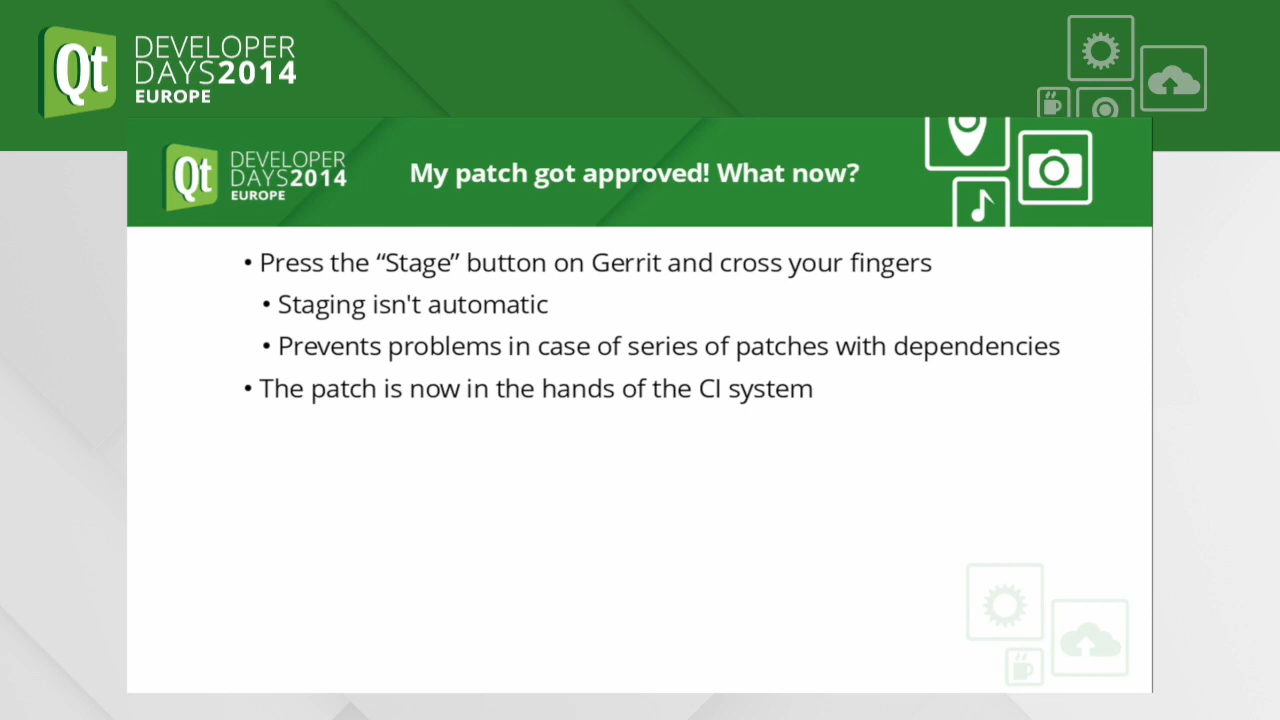 Qt DEVELOPER
DAYS2014
EUROPE
Qt DEVELOPER
DAYS2014
EUROPE
My patch got approved! What now?
• Press the “Stage” button on Gerrit and cross your fingers
• Staging isn't automatic
• Prevents problems in case of series of patches with dependencies
• The patch is now in the hands of the CI system